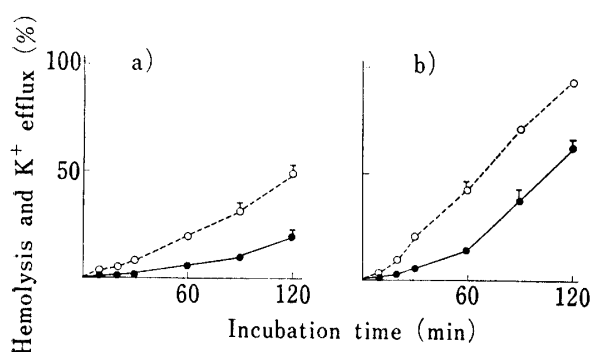 Hemolysis and K+ efflux (%)
100
50
a)
b)
60
120
60
120
Incubation time (min)